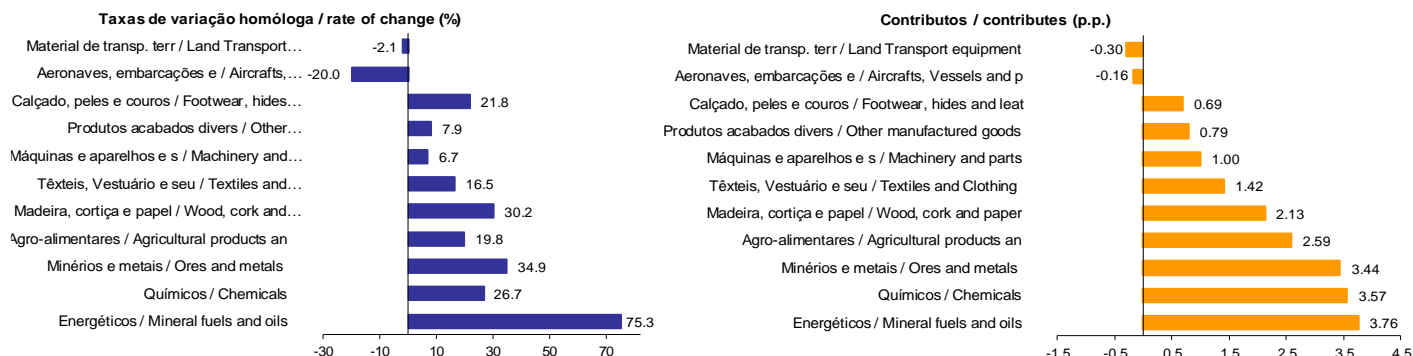 Taxas de variação homóloga / rate of change (%)
Material de transp. terr / Land Transport...
-2.1
Aeronaves, embarcações e / Aircrafts,...
-20.0
Calçado, peles e couros / Footwear, hides...
21.8
Produtos acabados divers / Other...
7.9
Máquinas e aparelhos e s / Machinery and...
6.7
Têxteis, Vestuário e seu / Textiles and...
16.5
Madeira, cortiça e papel / Wood, cork and...
30.2
Agro-alimentares / Agricultural products an
19.8
Minérios e metais / Ores and metals
34.9
Químicos / Chemicals
26.7
Energéticos / Mineral fuels and oils
75.3
-30 -10 10 30 50 70
Contributos / contributes (p.p.)
Material de transp. terr / Land Transport equipment
-0.30
Aeronaves, embarcações e / Aircrafts, Vessels and p
-0.16
Calçado, peles e couros / Footwear, hides and leat
0.69
Produtos acabados divers / Other manufactured goods
0.79
Máquinas e aparelhos e s / Machinery and parts
1.00
Têxteis, Vestuário e seu / Textiles and Clothing
1.42
Madeira, cortiça e papel / Wood, cork and paper
2.13
Agro-alimentares / Agricultural products an
2.59
Minérios e metais / Ores and metals
3.44
Químicos / Chemicals
3.57
Energéticos / Mineral fuels and oils
3.76
-1.5 -0.5 0.5 1.5 2.5 3.5 4.5